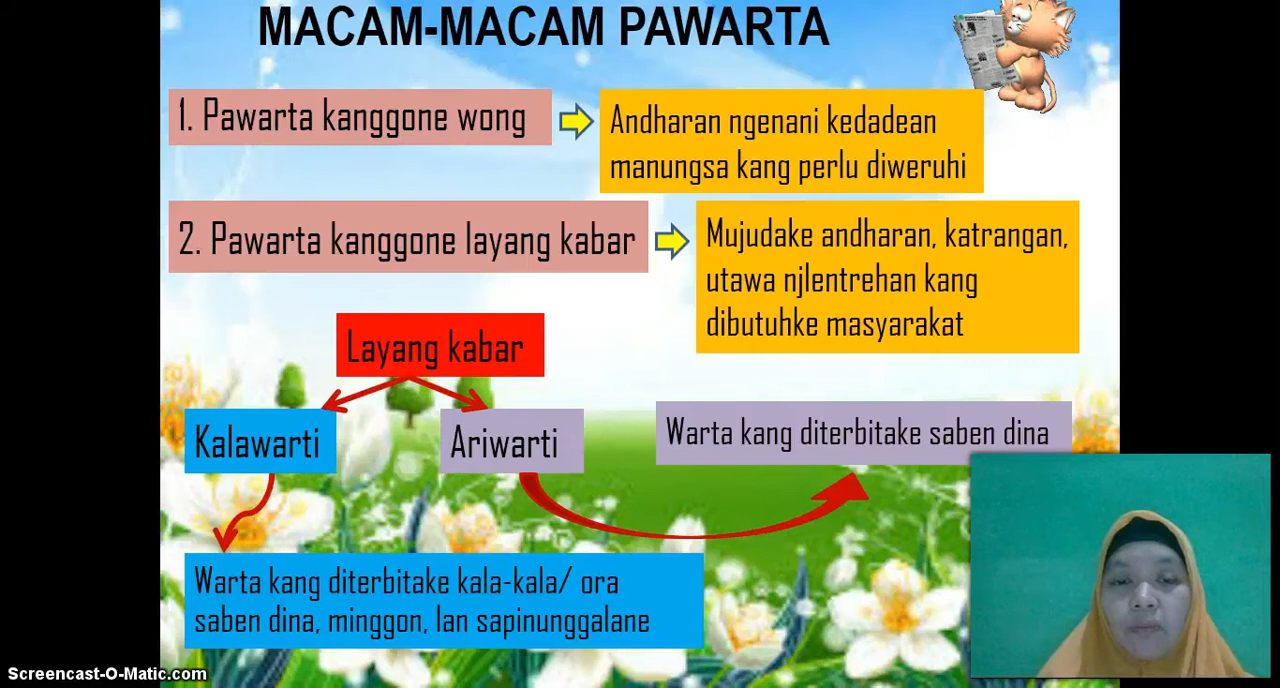 MACAM-MACAM PAWARTA
1. Pawarta kanggone wong
Andharan ngenani kedadean
manungsa kang perlu diweruhi
2. Pawarta kanggone layang kabar
Mujudake andharan, katrangan,
utawa njlentrehan kang
dibutuhke masyarakat
Layang kabar
Kalawarti
Ariwarti
Warta kang diterbitake saben dina
Warta kang diterbitake kala-kala/ ora
saben dina, minggon, lan sapinunggalane
Screencast-O-Matic.com